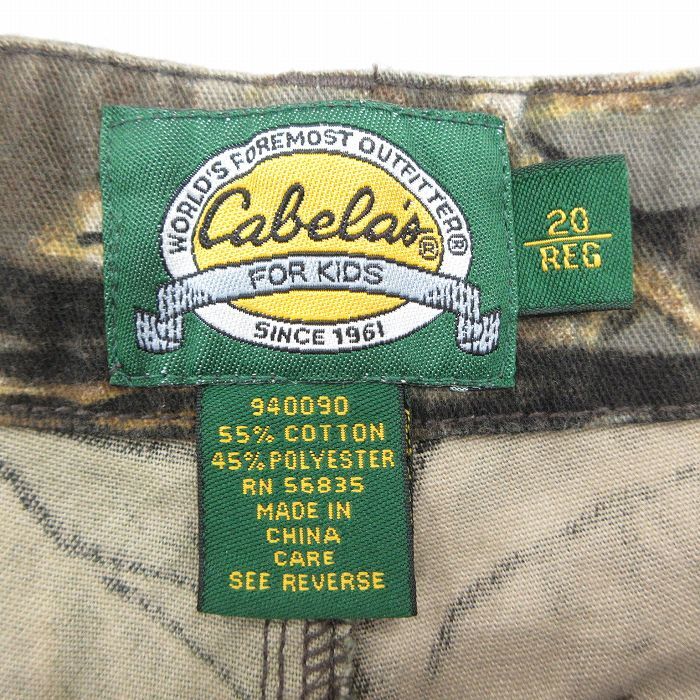 WORLD'S FOREMOST OUTFITTER®
Cabela's®
FOR KIDS
SINCE 1961
20
REG
940090
55% COTTON
45% POLYESTER
RN 56835
MADE IN
CHINA
CARE
SEE REVERSE